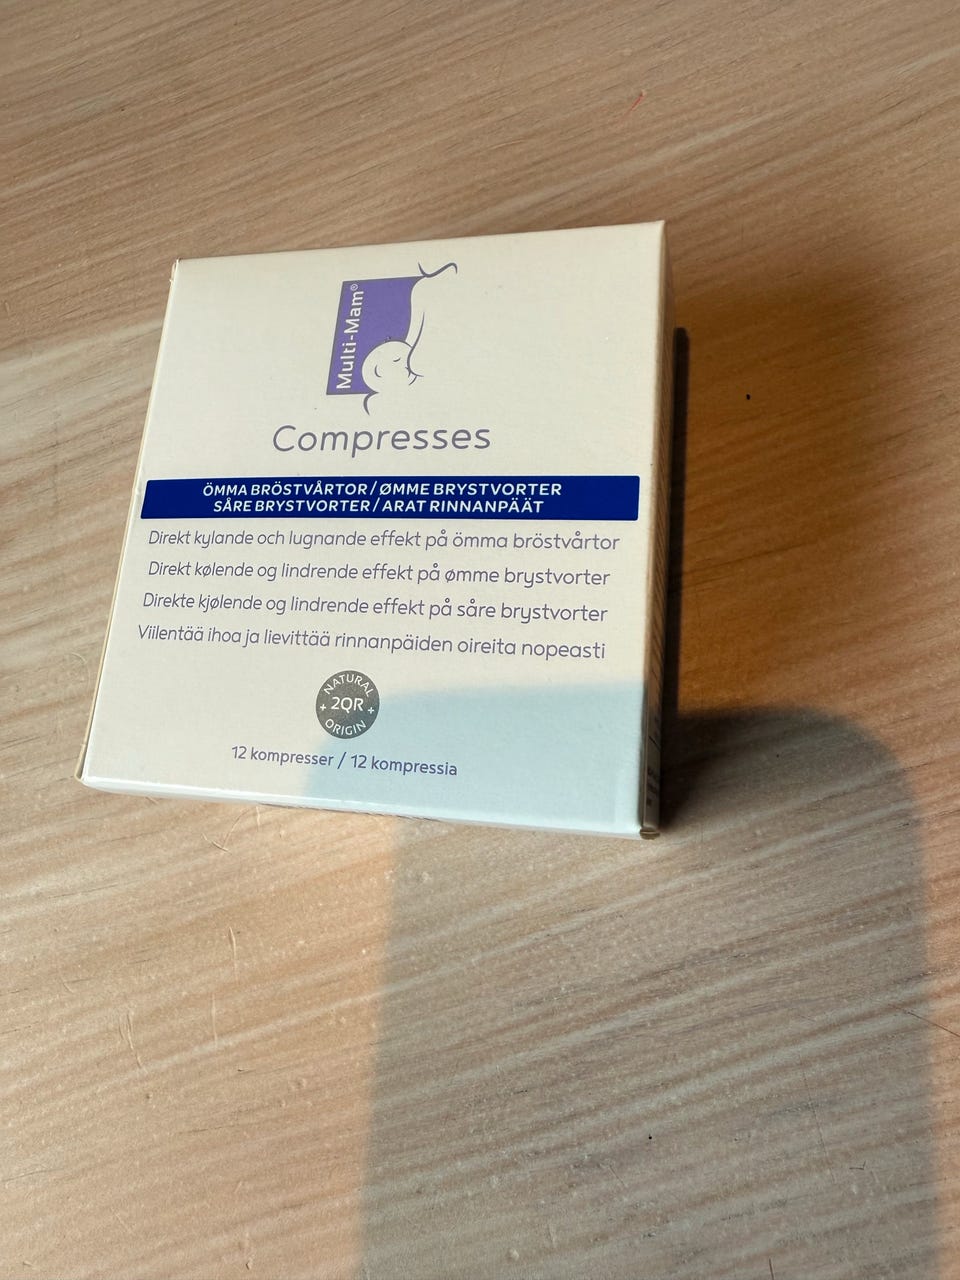 Multi-Mam®
Compresses
ÖMMA BRÖSTVÅRTOR / ØMME BRYSTVORTER
SÅRE BRYSTVORTER / ARAT RINNANPÄÄT
Direkt kylande och lugnande effekt på ömma bröstvårtor
Direkt kølende og lindrende effekt på ømme brystvorter
Direkte kjølende og lindrende effekt på såre brystvorter
Viilentää ihoa ja lievittää rinnanpäiden oireita nopeasti
NATURAL
+ 2QR +
ORIGIN
12 kompresser / 12 kompressia